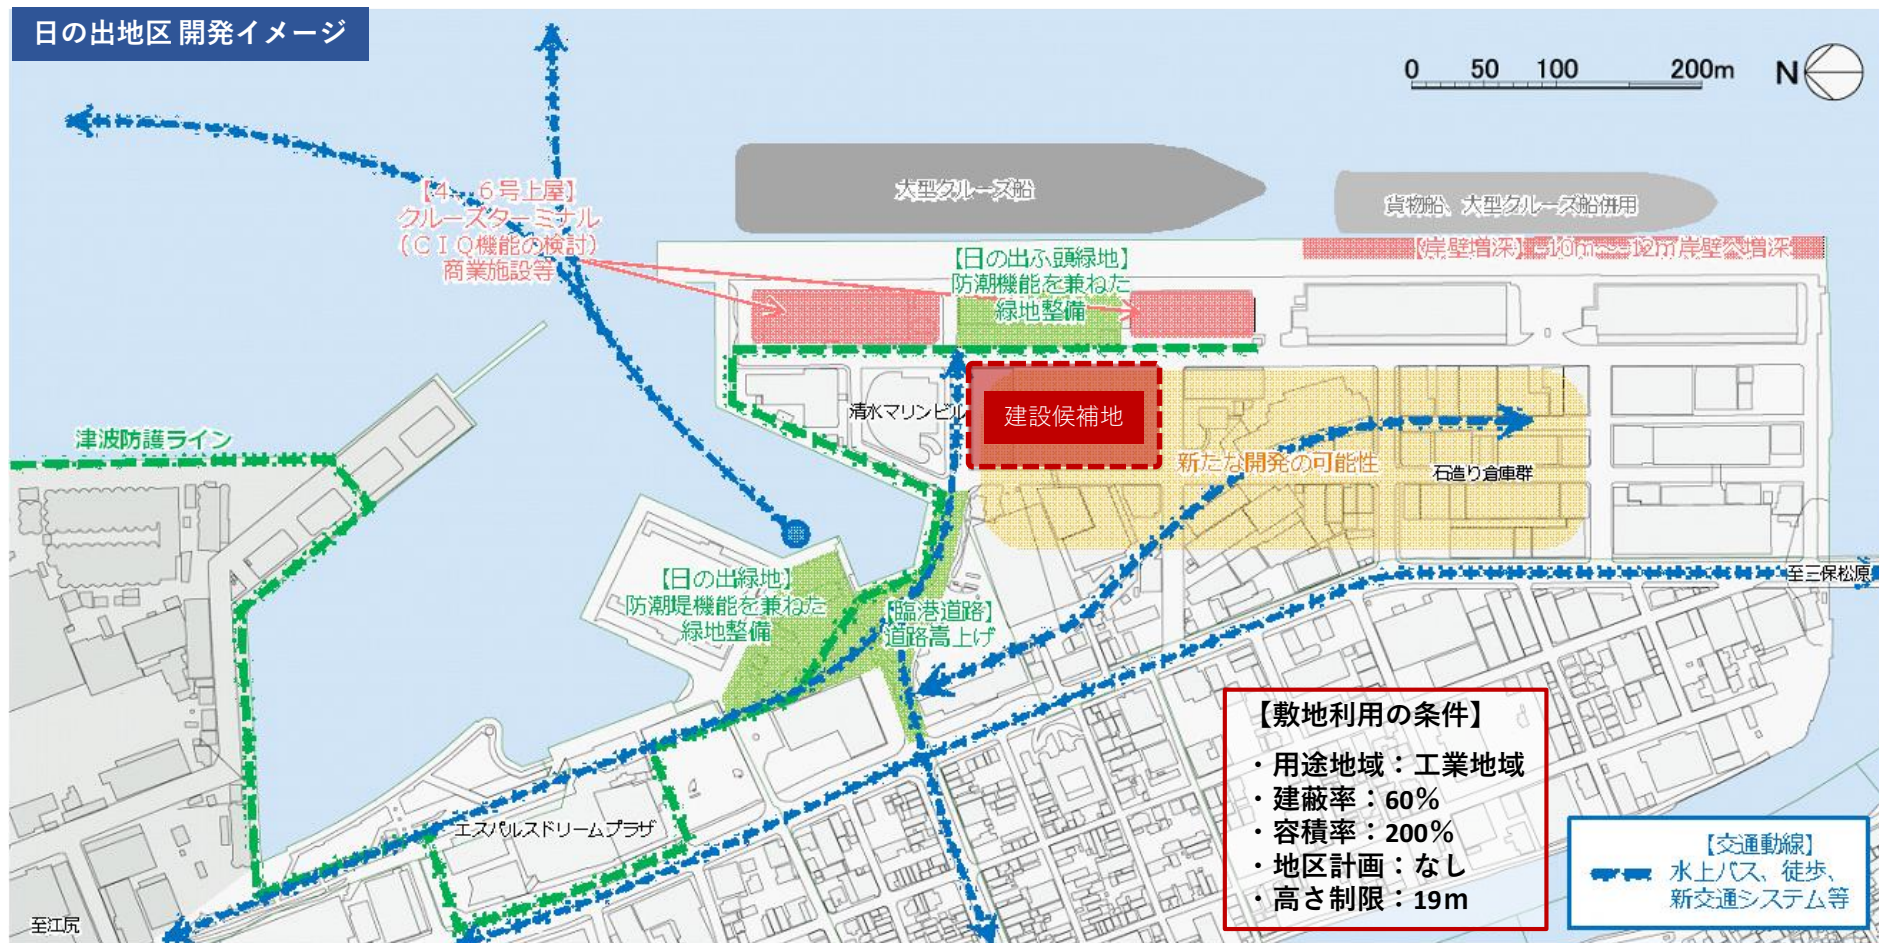 日の出地区 開発イメージ
0 50 100 200m
N
【4、6号上屋】
クルーズターミナル
（ＣＩＱ機能の検討）
商業施設等
大型クルーズ船
貨物船、大型クルーズ船併用
【日の出ふ頭緑地】
防潮機能を兼ねた
緑地整備
【岸壁増深】
清水マリンビル
建設候補地
津波防護ライン
新たな開発の可能性
石造り倉庫群
【日の出緑地】
防潮堤機能を兼ねた
緑地整備
【臨港道路】
道路嵩上げ
至三保松原
エスパルスドリームプラザ
至江尻
【敷地利用の条件】
・用途地域：工業地域
・建蔽率：60%
・容積率：200%
・地区計画：なし
・高さ制限：19m
【交通動線】
水上バス、徒歩、
新交通システム等